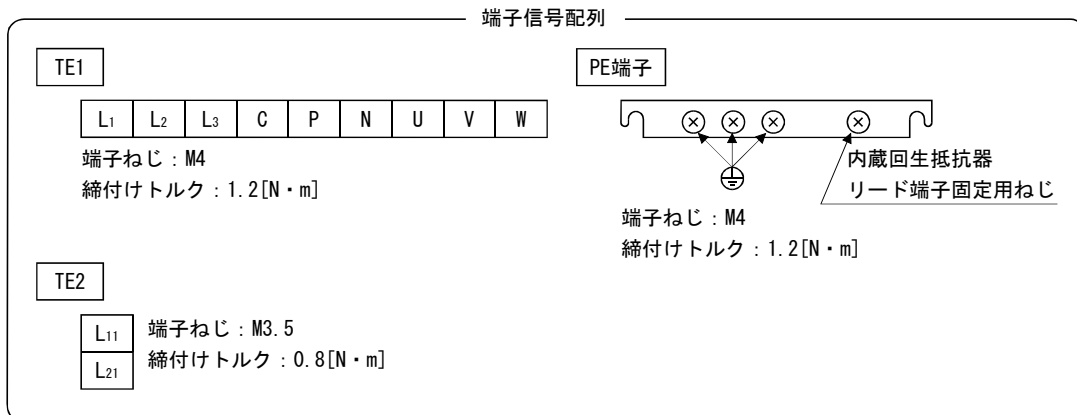 端子信号配列
TE1
L1 L2 L3 C P N U V W
端子ねじ：M4
締付けトルク：1.2[N・m]
PE端子
内蔵回生抵抗器
リード端子固定用ねじ
端子ねじ：M4
締付けトルク：1.2[N・m]
TE2
L11
L21
端子ねじ：M3.5
締付けトルク：0.8[N・m]